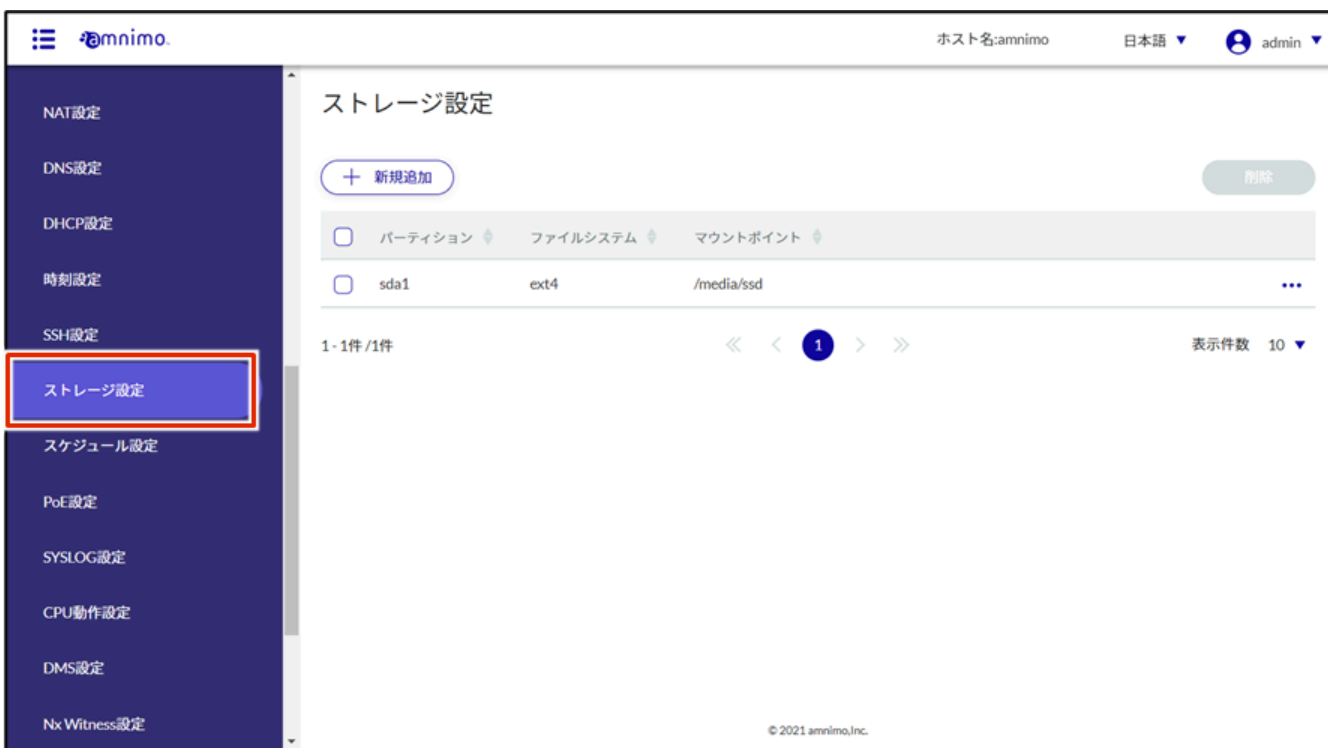 amnimo.
ホスト名:amnimo
日本語 ▼
admin ▼
NAT設定
DNS設定
DHCP設定
時刻設定
SSH設定
ストレージ設定
スケジュール設定
PoE設定
SYSLOG設定
CPU動作設定
DMS設定
Nx Witness設定
ストレージ設定
+ 新規追加
削除
パーティション ファイルシステム マウントポイント
sda1 ext4 /media/ssd
1 - 1件 /1件
1
表示件数 10 ▼
© 2021 amnimo,Inc.